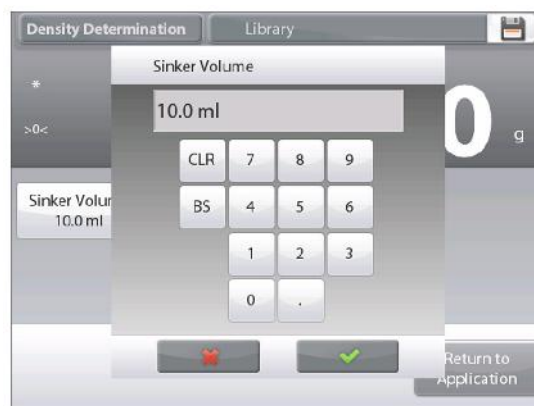 Density Determination Library
Sinker Volume
*
10.0 ml
0
>0<
g
CLR 7 8 9
Sinker Volum
10.0 ml
BS 4 5 6
1 2 3
0 .
Return to
Application